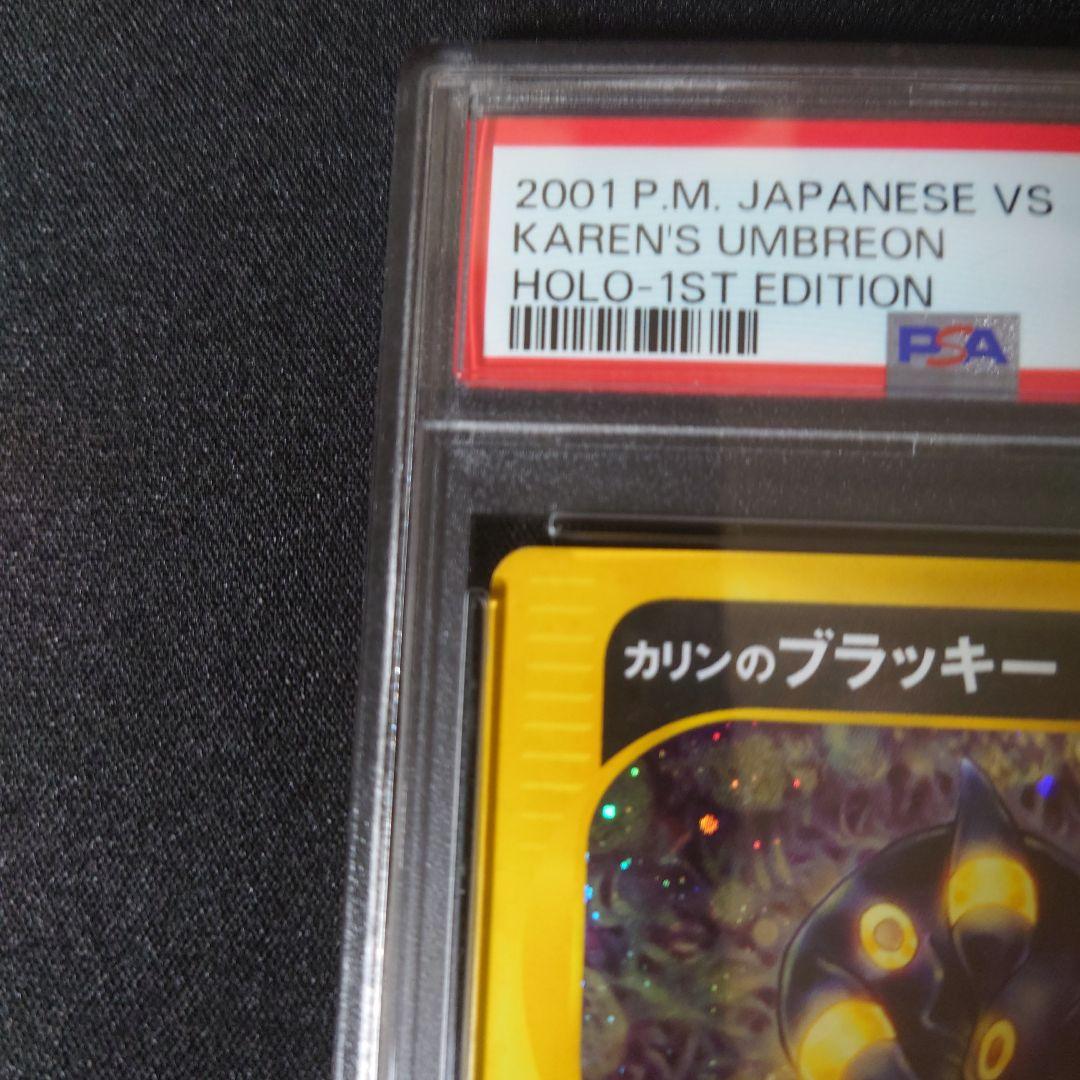 2001 P.M. JAPANESE VS
KAREN'S UMBREON
HOLO-1ST EDITION
PSA
カリンのブラッキー